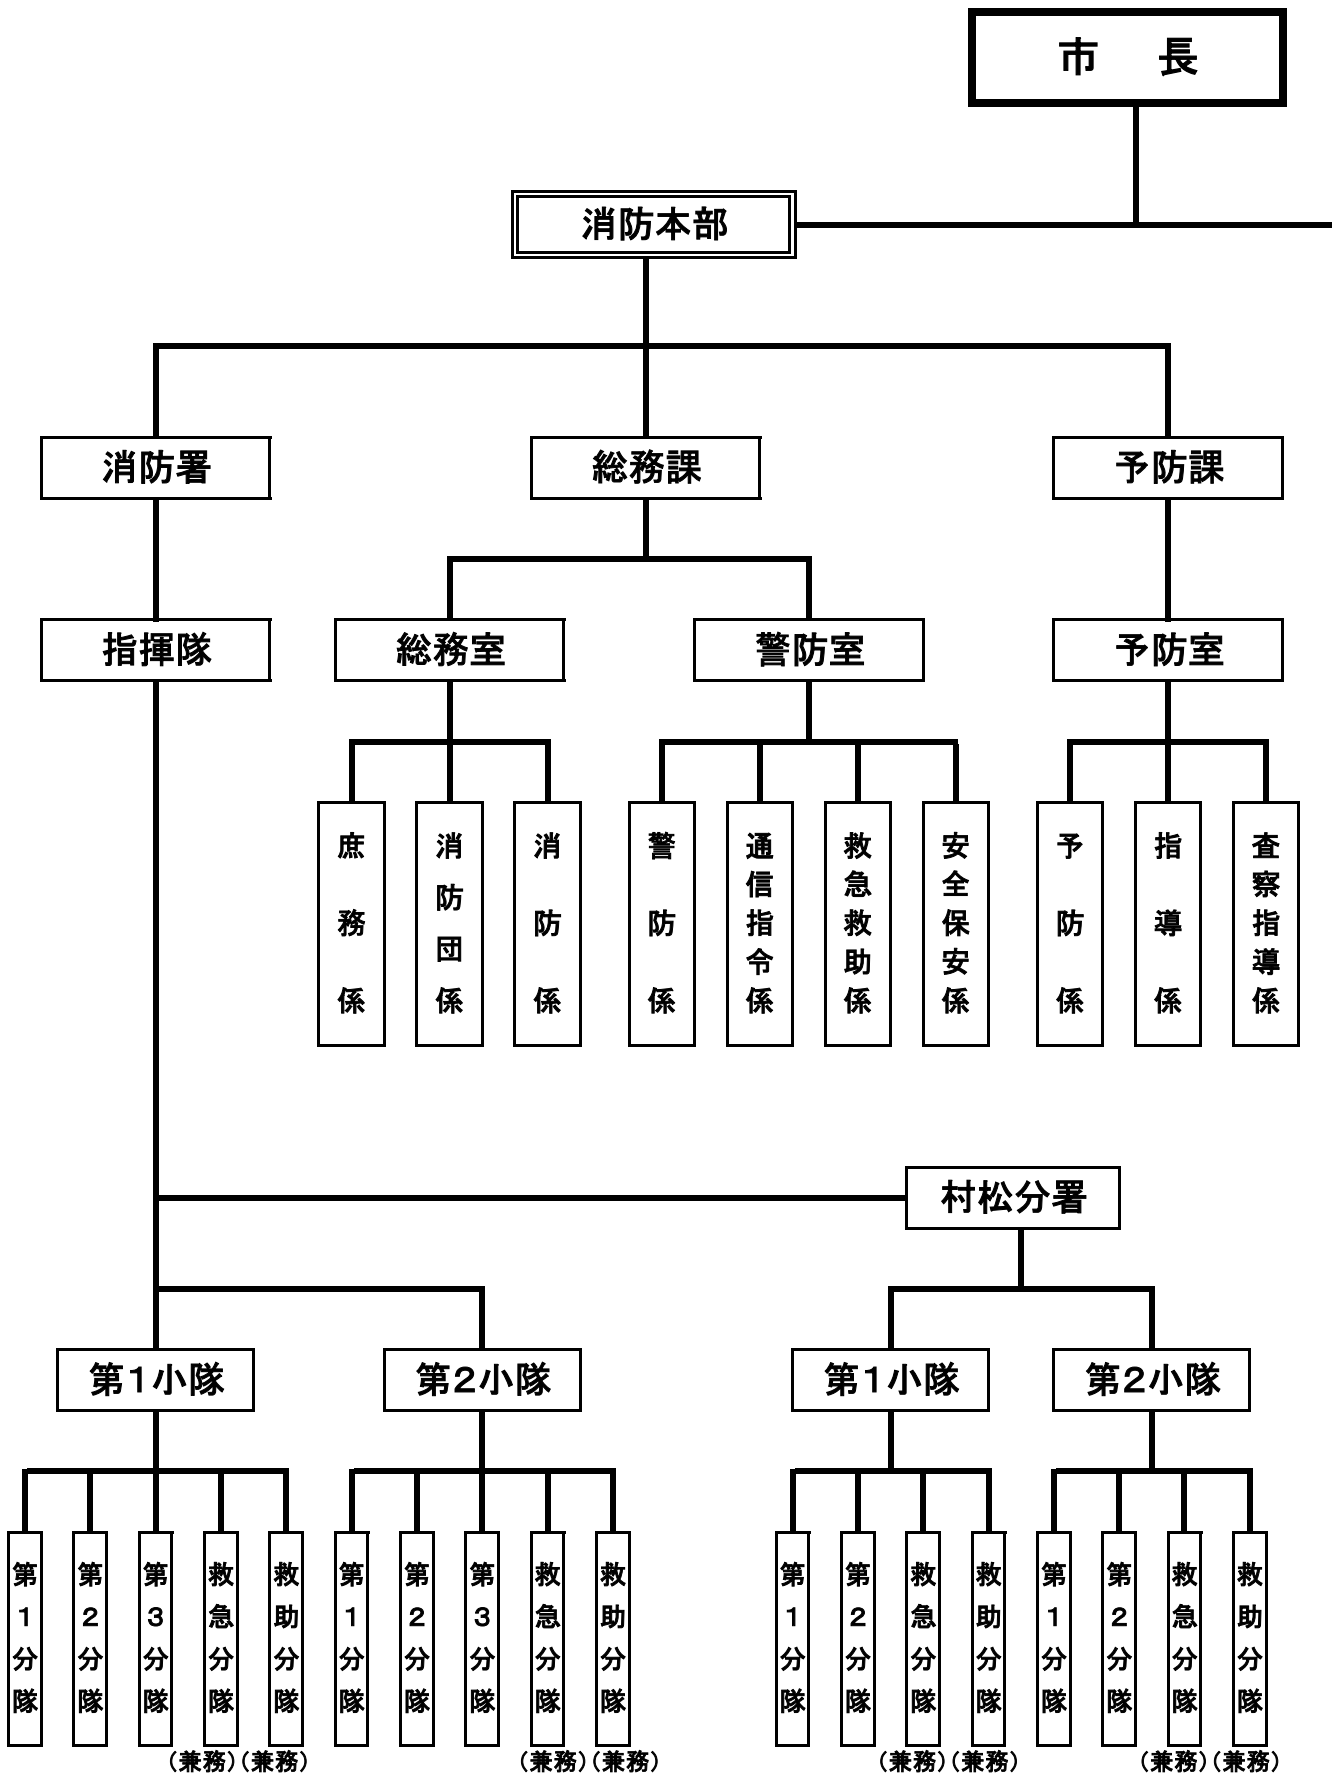 市　長
消防本部
消防署
総務課
予防課
指揮隊
総務室
警防室
予防室
庶務係
消防団係
消防係
警防係
通信指令係
救急救助係
安全保安係
予防係
指導係
査察指導係
村松分署
第１小隊
第２小隊
第１小隊
第２小隊
第１分隊
第２分隊
第３分隊
救急分隊
救助分隊
第１分隊
第２分隊
第３分隊
救急分隊
救助分隊
第１分隊
第２分隊
救急分隊
救助分隊
第１分隊
第２分隊
救急分隊
救助分隊
（兼務）（兼務）
（兼務）（兼務）
（兼務）（兼務）
（兼務）（兼務）